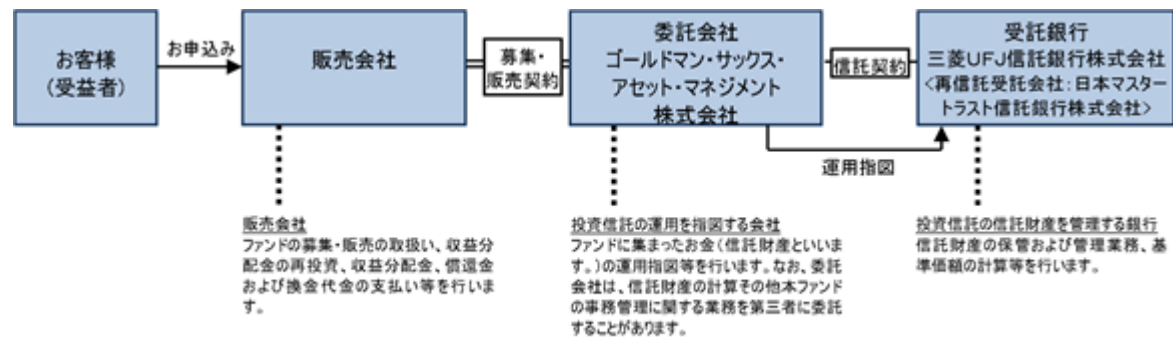 お客様
(受益者)
お申込み
販売会社
募集・
販売契約
委託会社
ゴールドマン・サックス・
アセット・マネジメント
株式会社
信託契約
受託銀行
三菱UFJ信託銀行株式会社
<再信託受託会社:日本マスター
トラスト信託銀行株式会社>
運用指図
販売会社
ファンドの募集・販売の取扱い、収益分
配金の再投資、収益分配金、償還金
および換金代金の支払い等を行いま
す。
投資信託の運用を指図する会社
ファンドに集まったお金(信託財産といいま
す。)の運用指図等を行います。なお、委託
会社は、信託財産の計算その他本ファンド
の事務管理に関する業務を第三者に委託
することがあります。
投資信託の信託財産を管理する銀行
信託財産の保管および管理業務、基
準価額の計算等を行います。